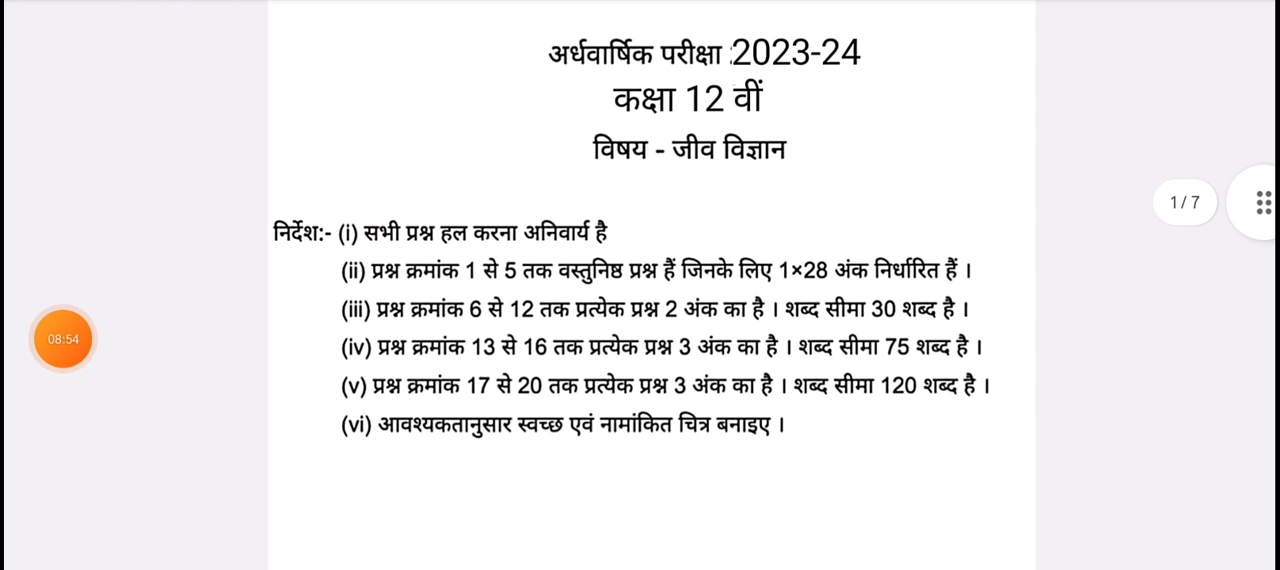 अर्धवार्षिक परीक्षा 2023-24
कक्षा 12 वीं
विषय - जीव विज्ञान
1 / 7
निर्देश:- (i) सभी प्रश्न हल करना अनिवार्य है
(ii) प्रश्न क्रमांक 1 से 5 तक वस्तुनिष्ठ प्रश्न हैं जिनके लिए 1×28 अंक निर्धारित हैं ।
(iii) प्रश्न क्रमांक 6 से 12 तक प्रत्येक प्रश्न 2 अंक का है । शब्द सीमा 30 शब्द है ।
08:54
(iv) प्रश्न क्रमांक 13 से 16 तक प्रत्येक प्रश्न 3 अंक का है । शब्द सीमा 75 शब्द है ।
(v) प्रश्न क्रमांक 17 से 20 तक प्रत्येक प्रश्न 3 अंक का है । शब्द सीमा 120 शब्द है ।
(vi) आवश्यकतानुसार स्वच्छ एवं नामांकित चित्र बनाइए ।